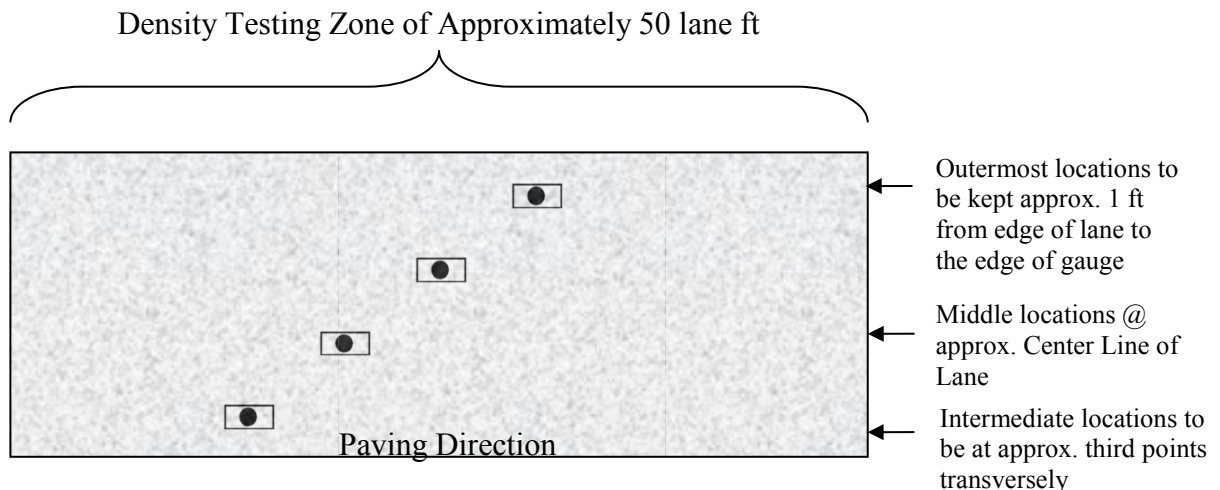 Density Testing Zone of Approximately 50 lane ft
Outermost locations to
be kept approx. 1 ft
from edge of lane to
the edge of gauge
Middle locations @
approx. Center Line of
Lane
Intermediate locations to
be at approx. third points
transversely
Paving Direction